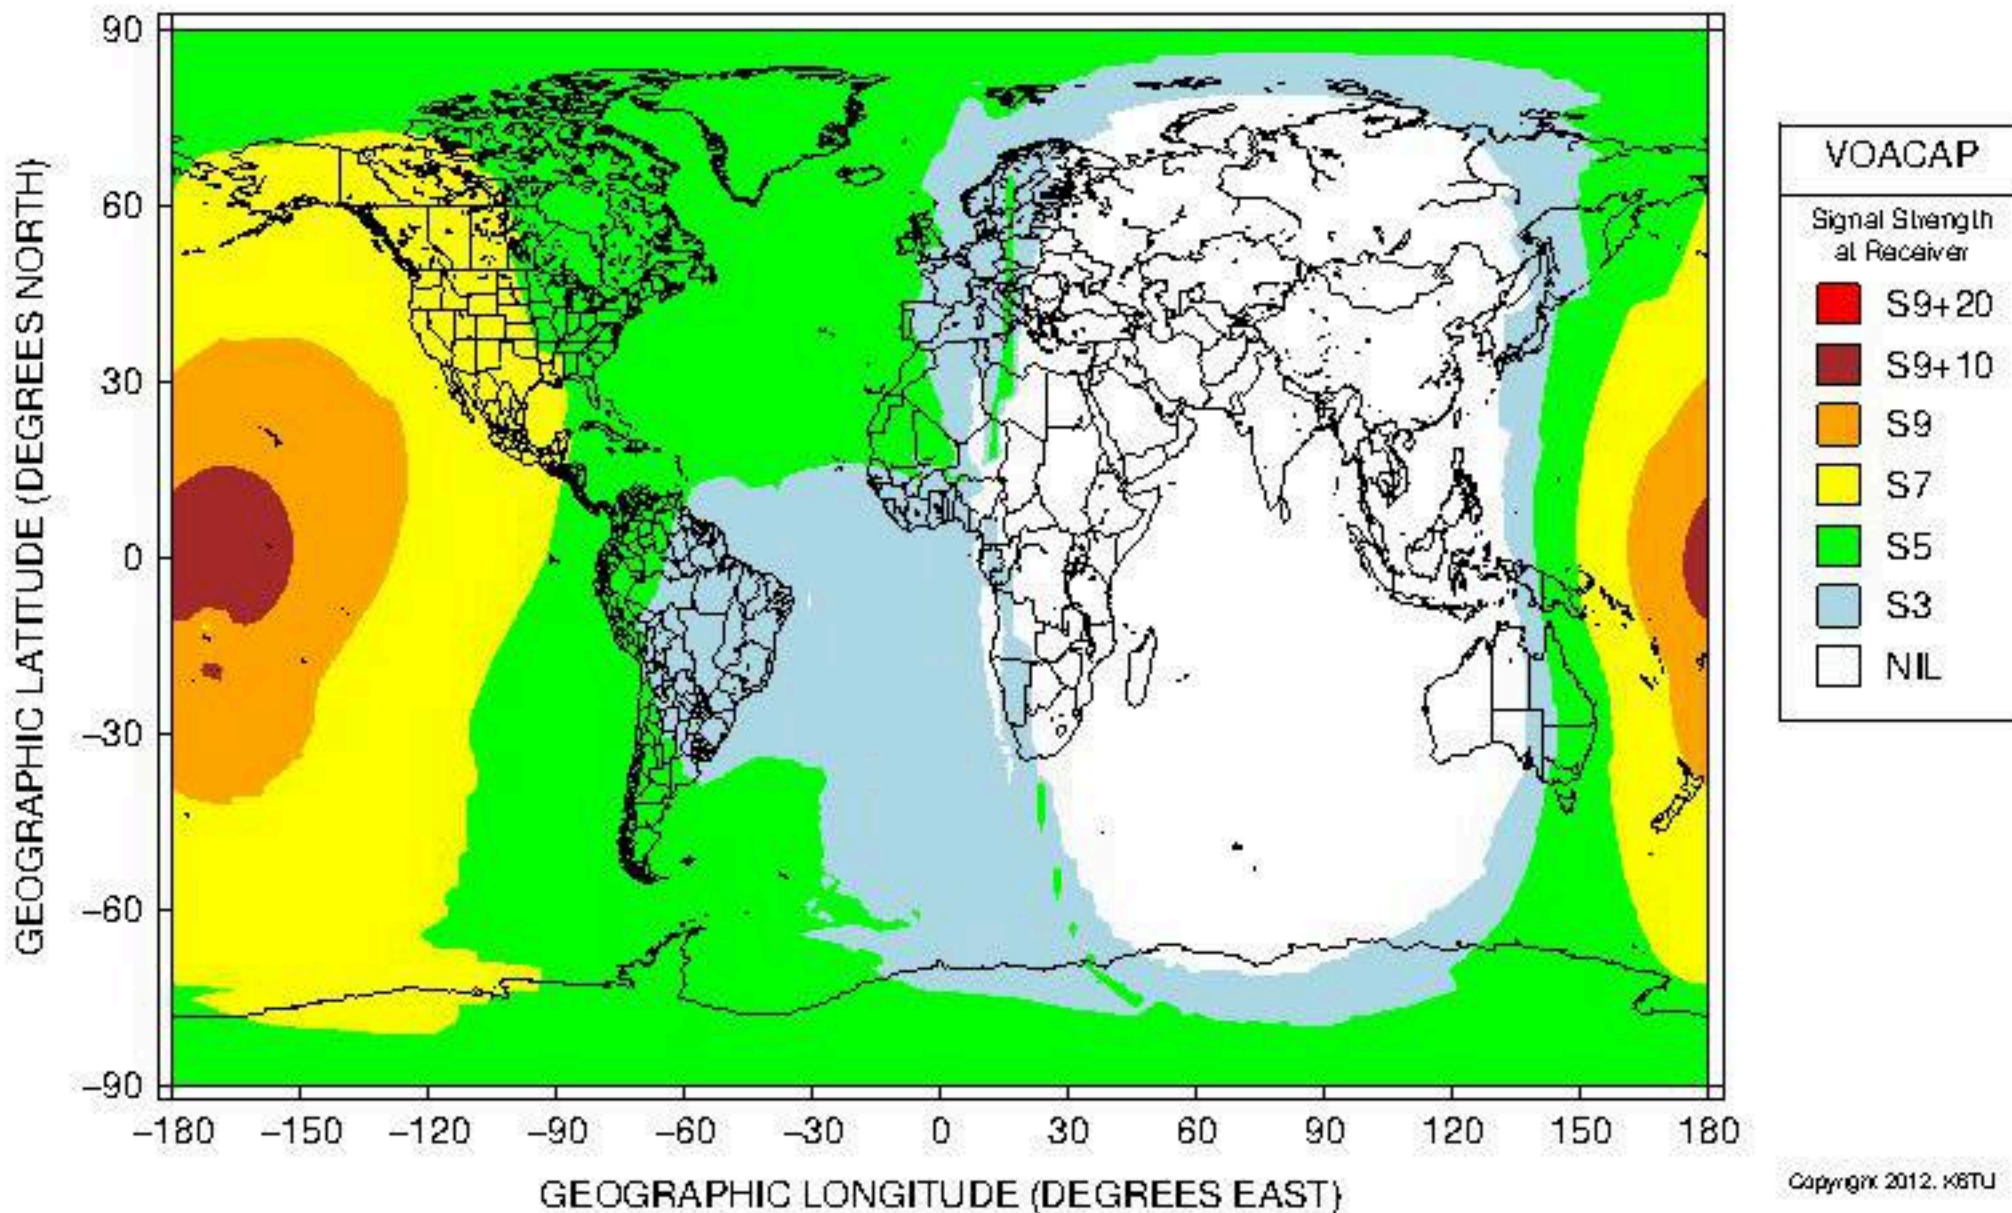 90
60
30
0
−30
−60
−90
GEOGRAPHIC LATITUDE (DEGREES NORTH)
−180 −150 −120 −90 −60 −30 0 30 60 90 120 150 180
GEOGRAPHIC LONGITUDE (DEGREES EAST)
VOACAP
Signal Strength
at Receiver
S9+20
S9+10
S9
S7
S5
S3
NIL
Copyright 2012, K6TU